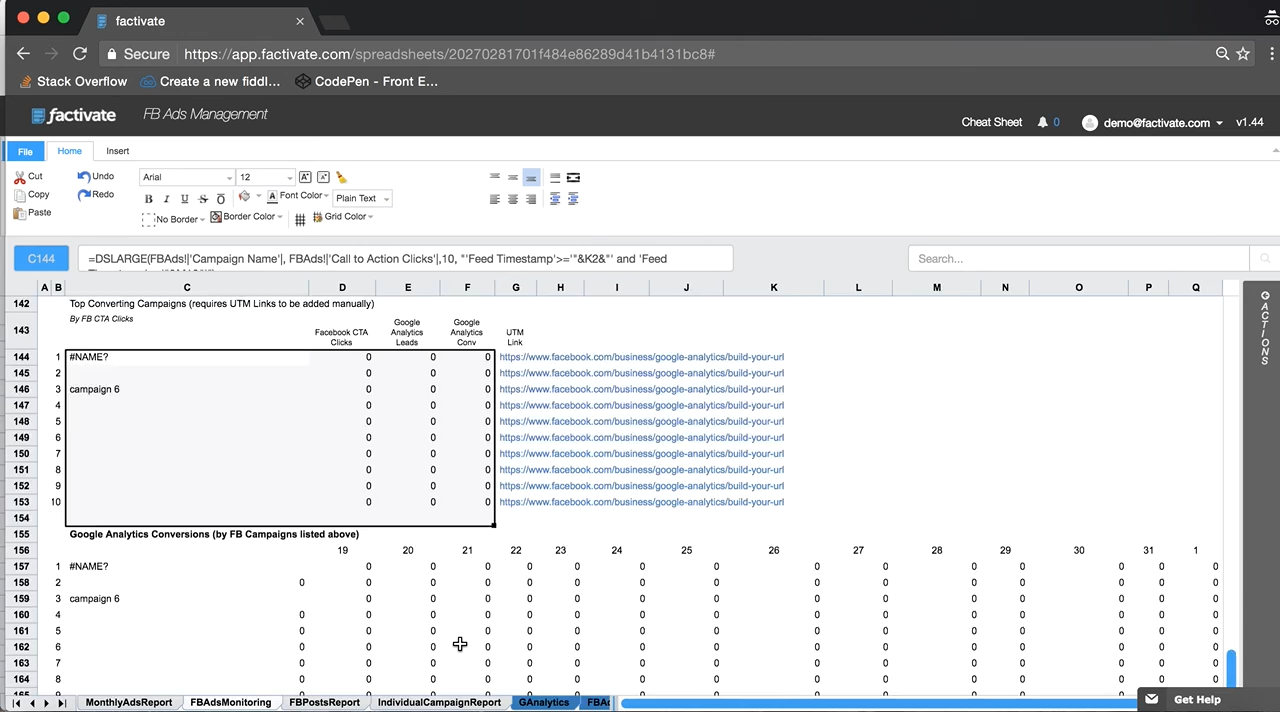 factivate
Secure https://app.factivate.com/spreadsheets/20270281701f484e86289d41b4131bc8#
Stack Overflow Create a new fiddl... CodePen - Front E...
factivate FB Ads Management Cheat Sheet 0 demo@factivate.com v1.44
File Home Insert
Cut Undo Arial 12
Copy Redo B I U S O Font Color Plain Text
Paste No Border Border Color Grid Color
C144 =DSLARGE(FBAds!|'Campaign Name'|, FBAds!|'Call to Action Clicks'|,10, "'Feed Timestamp'>='"&K2&"' and 'Feed Search...
A B C D E F G H I J K L M N O P Q
ACTIONS
142 Top Converting Campaigns (requires UTM Links to be added manually)
By FB CTA Clicks
143 Facebook CTA Clicks Google Analytics Leads Google Analytics Conv UTM Link
144 1 #NAME? 0 0 0 https://www.facebook.com/business/google-analytics/build-your-url
145 2 0 0 0 https://www.facebook.com/business/google-analytics/build-your-url
146 3 campaign 6 0 0 0 https://www.facebook.com/business/google-analytics/build-your-url
147 4 0 0 0 https://www.facebook.com/business/google-analytics/build-your-url
148 5 0 0 0 https://www.facebook.com/business/google-analytics/build-your-url
149 6 0 0 0 https://www.facebook.com/business/google-analytics/build-your-url
150 7 0 0 0 https://www.facebook.com/business/google-analytics/build-your-url
151 8 0 0 0 https://www.facebook.com/business/google-analytics/build-your-url
152 9 0 0 0 https://www.facebook.com/business/google-analytics/build-your-url
153 10 0 0 0 https://www.facebook.com/business/google-analytics/build-your-url
154
155 Google Analytics Conversions (by FB Campaigns listed above)
156 19 20 21 22 23 24 25 26 27 28 29 30 31 1
157 1 #NAME? 0 0 0 0 0 0 0 0 0 0 0 0 0 0
158 2 0 0 0 0 0 0 0 0 0 0 0 0 0 0 0
159 3 campaign 6 0 0 0 0 0 0 0 0 0 0 0 0 0 0
160 4 0 0 0 0 0 0 0 0 0 0 0 0 0 0 0
161 5 0 0 0 0 0 0 0 0 0 0 0 0 0 0 0
162 6 0 0 0 0 0 0 0 0 0 0 0 0 0 0 0
163 7 0 0 0 0 0 0 0 0 0 0 0 0 0 0 0
164 8 0 0 0 0 0 0 0 0 0 0 0 0 0 0 0
MonthlyAdsReport FBAdsMonitoring FBPostsReport IndividualCampaignReport GAnalytics FBAd Get Help